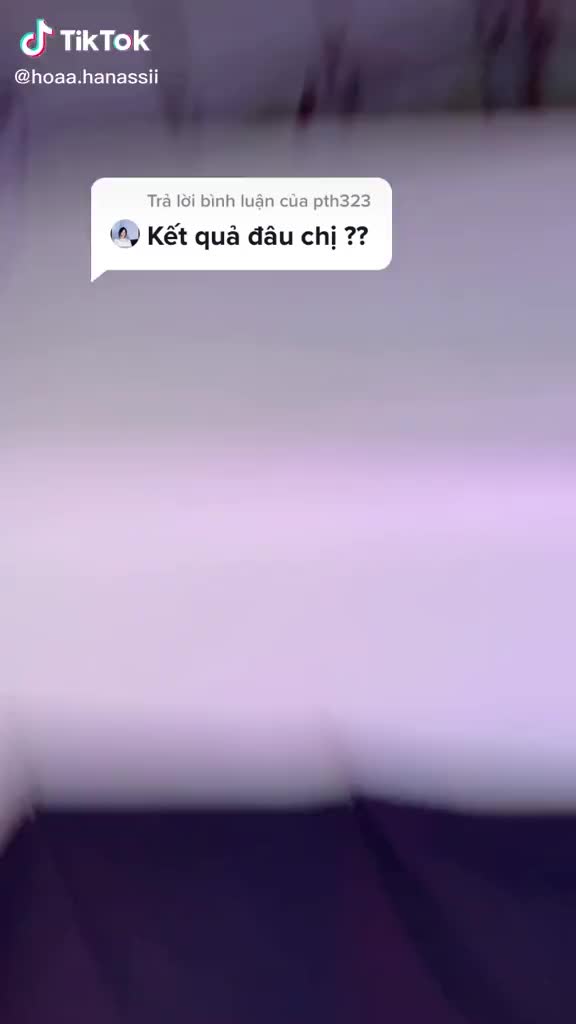 TikTok
@hoaa.hanassii
Trả lời bình luận của pth323
Kết quả đâu chị ??